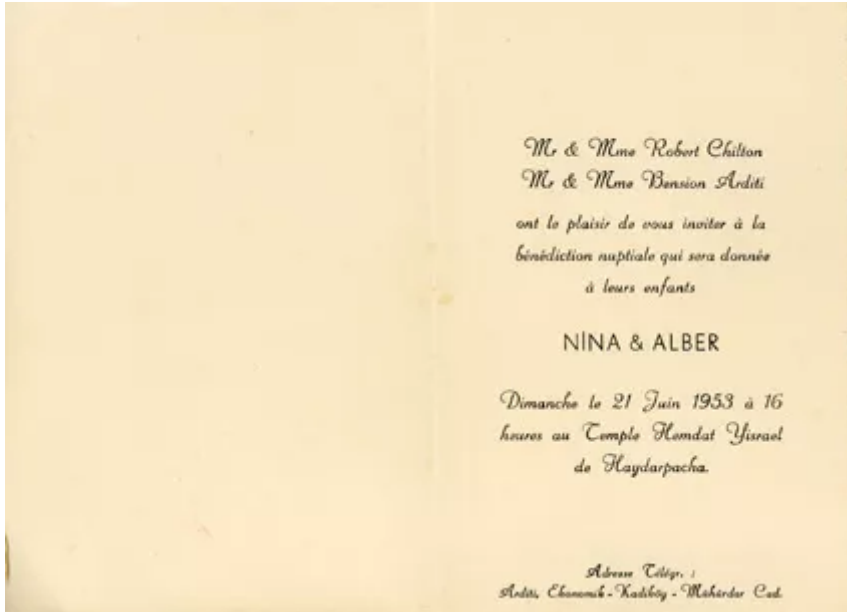 Mr & Mme Robert Chilton
Mr & Mme Bension Arditi
ont le plaisir de vous inviter à la
bénédiction nuptiale qui sera donnée
à leurs enfants
NİNA & ALBER
Dimanche le 21 Juin 1953 à 16
heures au Temple Hemdat Yisrael
de Haydarpacha.
Adresse Télégr. :
Arditi, Ekonomik - Kadıköy - Mühürdar Cad.